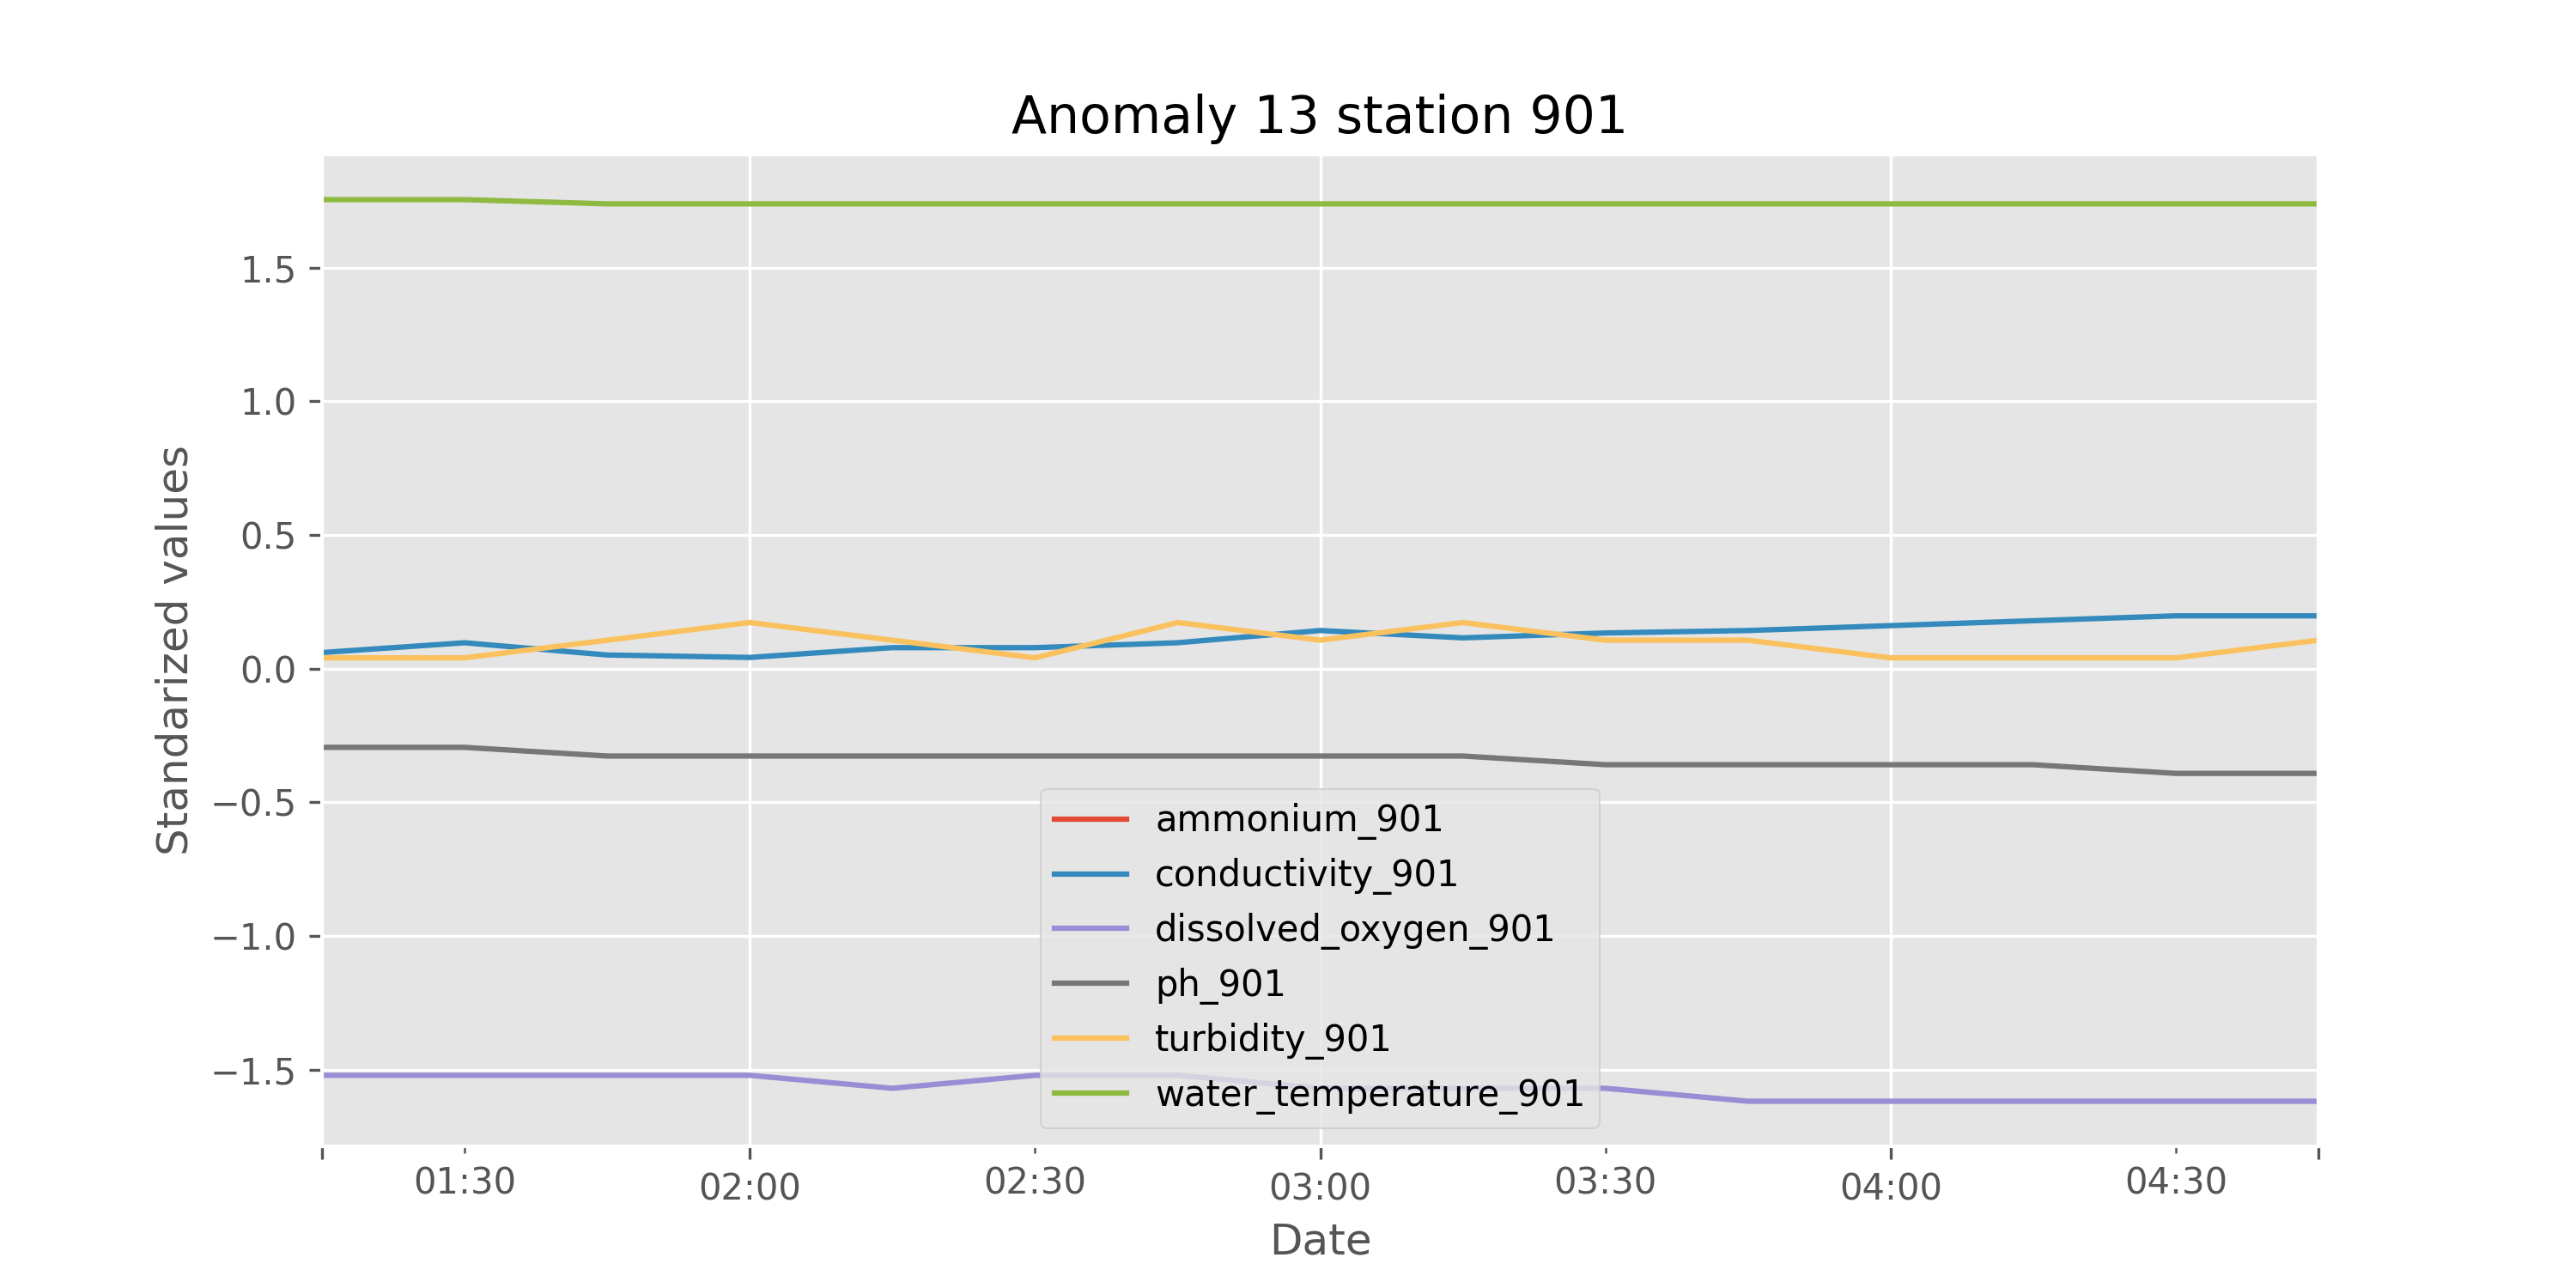 Anomaly 13 station 901
Standarized values
1.5
1.0
0.5
0.0
−0.5
−1.0
−1.5
ammonium_901
conductivity_901
dissolved_oxygen_901
ph_901
turbidity_901
water_temperature_901
01:30 02:00 02:30 03:00 03:30 04:00 04:30
Date